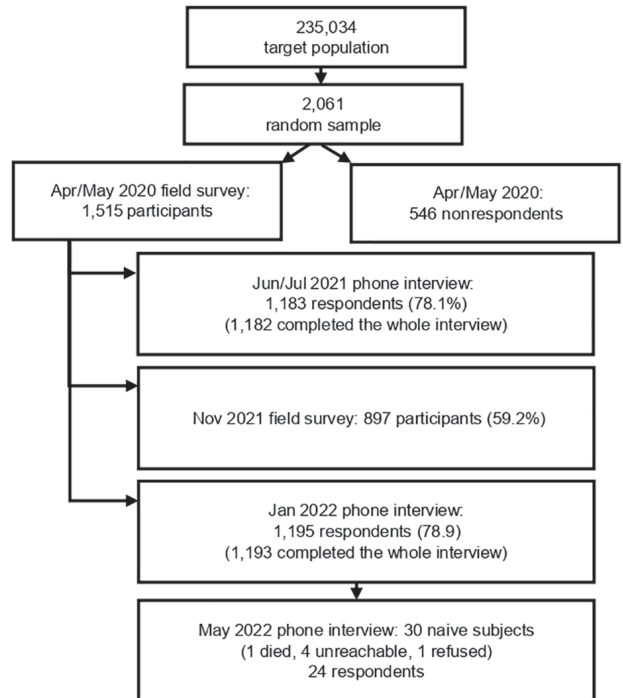 235,034
target population
2,061
random sample
Apr/May 2020 field survey:
1,515 participants
Apr/May 2020:
546 nonrespondents
Jun/Jul 2021 phone interview:
1,183 respondents (78.1%)
(1,182 completed the whole interview)
Nov 2021 field survey: 897 participants (59.2%)
Jan 2022 phone interview:
1,195 respondents (78.9)
(1,193 completed the whole interview)
May 2022 phone interview: 30 naive subjects
(1 died, 4 unreachable, 1 refused)
24 respondents